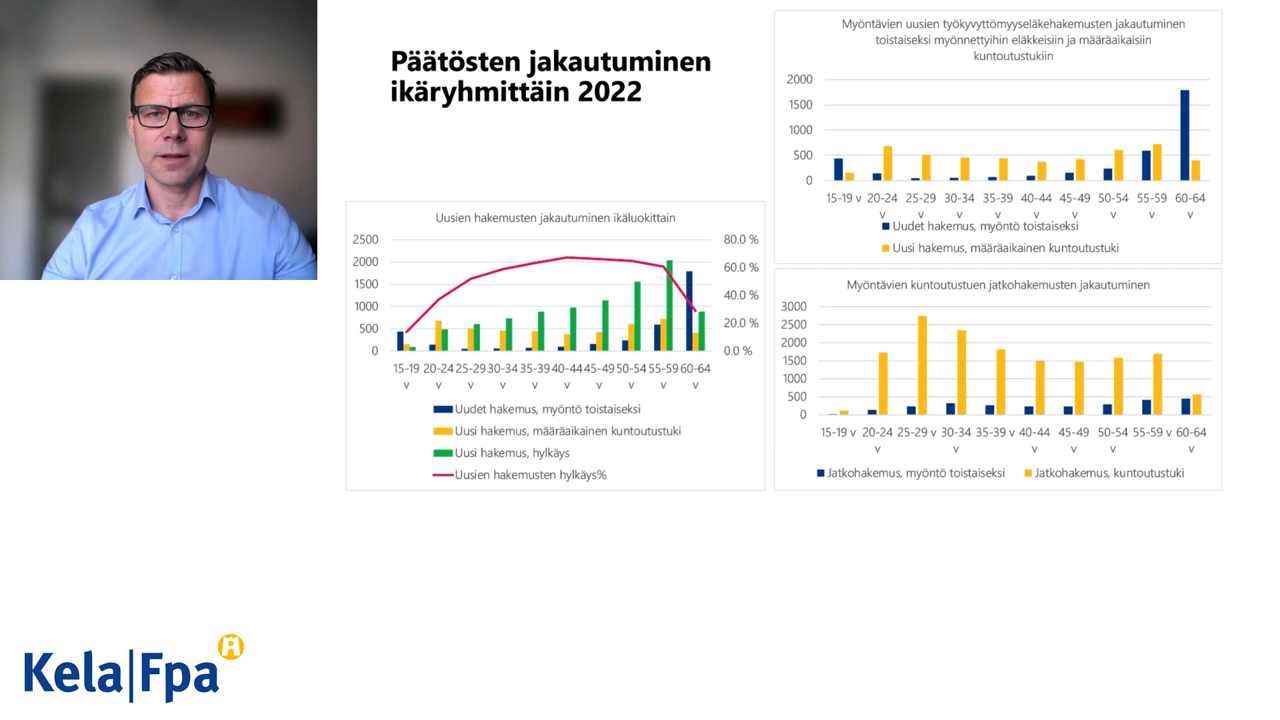 Päätösten jakautuminen
ikäryhmittäin 2022
Uusien hakemusten jakautuminen ikäluokittain
2500
2000
1500
1000
500
0
80.0 %
60.0 %
40.0 %
20.0 %
0.0 %
15-19 20-24 25-29 30-34 35-39 40-44 45-49 50-54 55-59 60-64
v v v v v v v v v v
Uudet hakemus, myöntö toistaiseksi
Uusi hakemus, määräaikainen kuntoutustuki
Uusi hakemus, hylkäys
Uusien hakemusten hylkäys%
Myöntävien uusien työkyvyttömyyseläkehakemusten jakautuminen
toistaiseksi myönnettyihin eläkkeisiin ja määräaikaisiin
kuntoutustukiin
2000
1500
1000
500
0
15-19 v 20-24 25-29 30-34 35-39 40-44 45-49 50-54 55-59 60-64
v v v v v v v v v
Uudet hakemus, myöntö toistaiseksi
Uusi hakemus, määräaikainen kuntoutustuki
Myöntävien kuntoutustuen jatkohakemusten jakautuminen
3000
2500
2000
1500
1000
500
0
15-19 v 20-24 25-29 v 30-34 35-39 v 40-44 45-49 50-54 55-59 v 60-64
v v v v v v
Jatkohakemus, myöntö toistaiseksi Jatkohakemus, kuntoutustuki
Kela|Fpa